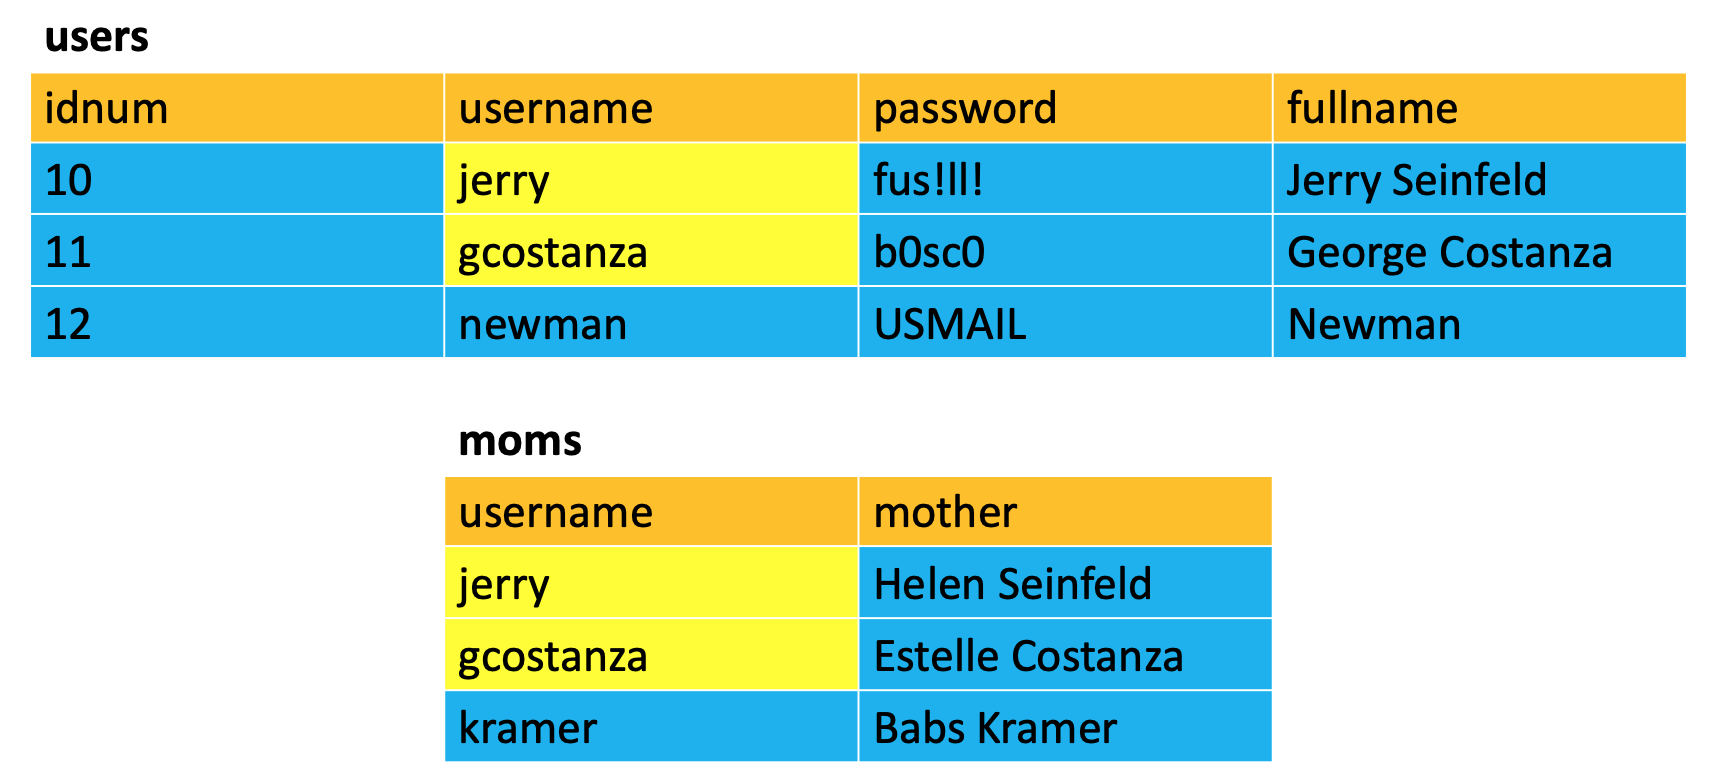 users
idnum username password fullname
10 jerry fus!ll! Jerry Seinfeld
11 gcostanza b0sc0 George Costanza
12 newman USMAIL Newman
moms
username mother
jerry Helen Seinfeld
gcostanza Estelle Costanza
kramer Babs Kramer